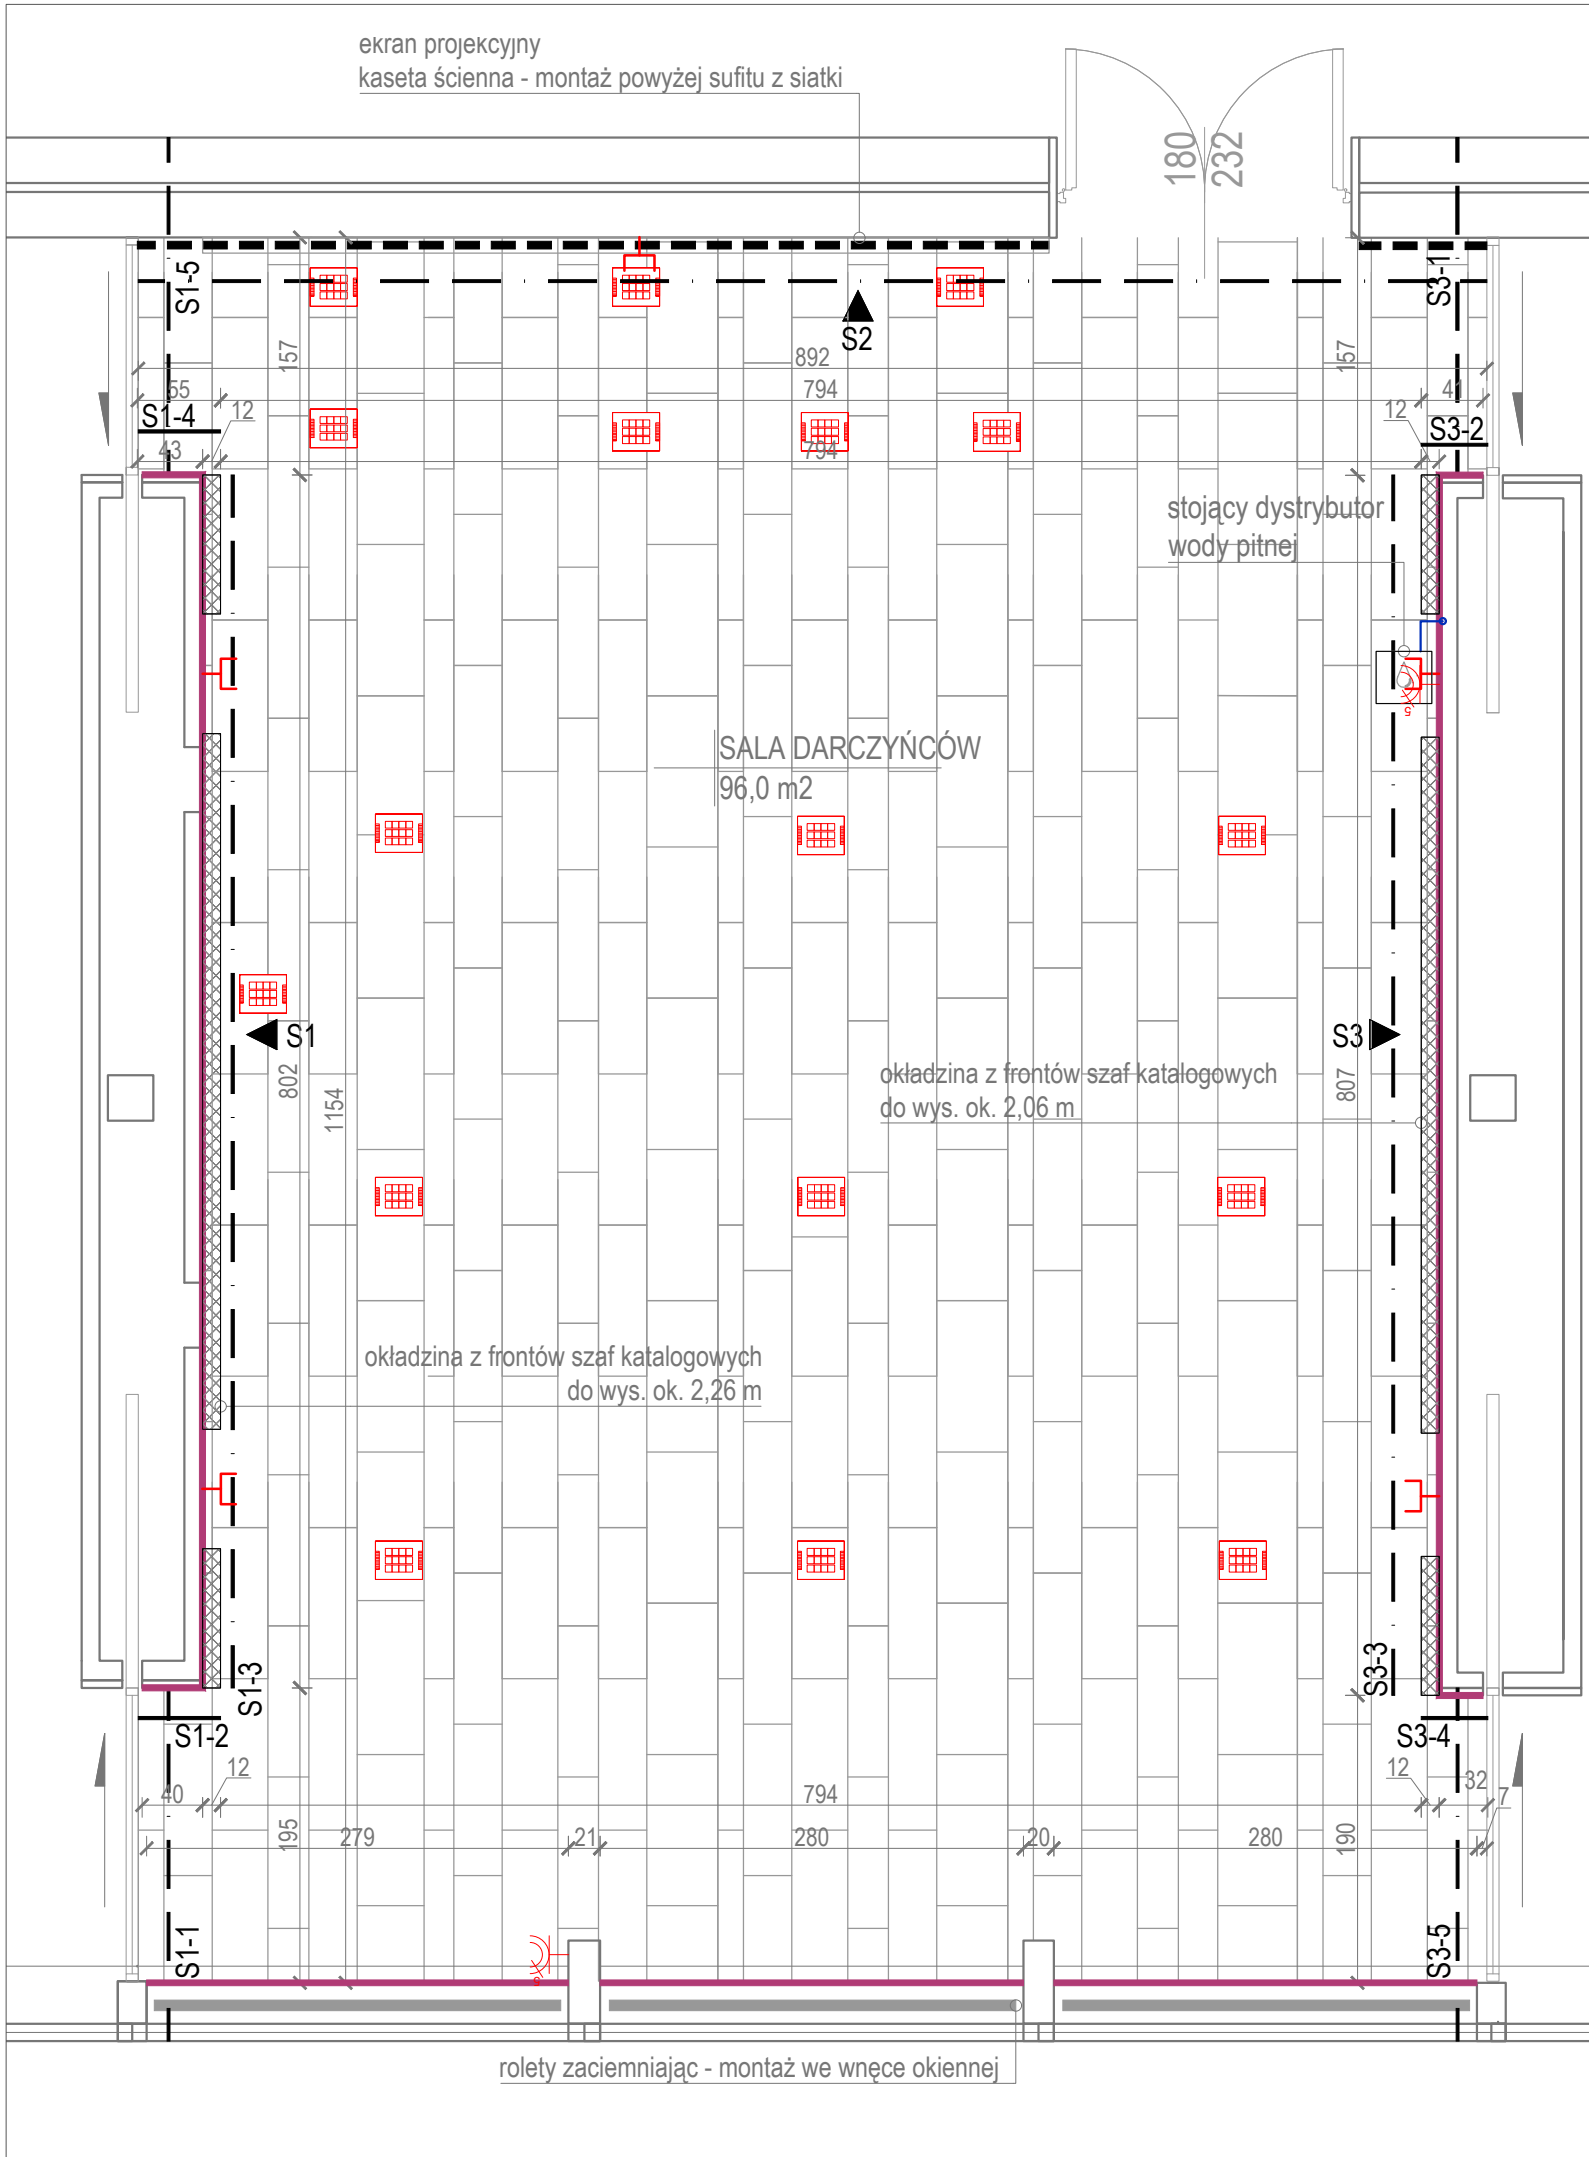 ekran projekcyjny
kaseta ścienna - montaż powyżej sufitu z siatki
180
232
S1-5
S3-1
S2
157
892
157
55
794
41
S1-4
12
12
S3-2
43
794
stojący dystrybutor
wody pitnej
5
SALA DARCZYŃCÓW
96,0 m2
S1
S3
802
1154
okładzina z frontów szaf katalogowych
do wys. ok. 2,06 m
807
okładzina z frontów szaf katalogowych
do wys. ok. 2,26 m
S1-3
S3-3
S1-2
S3-4
40
12
794
12
32
7
195
279
21
280
20
280
190
S1-1
S3-5
rolety zaciemniając - montaż we wnęce okiennej